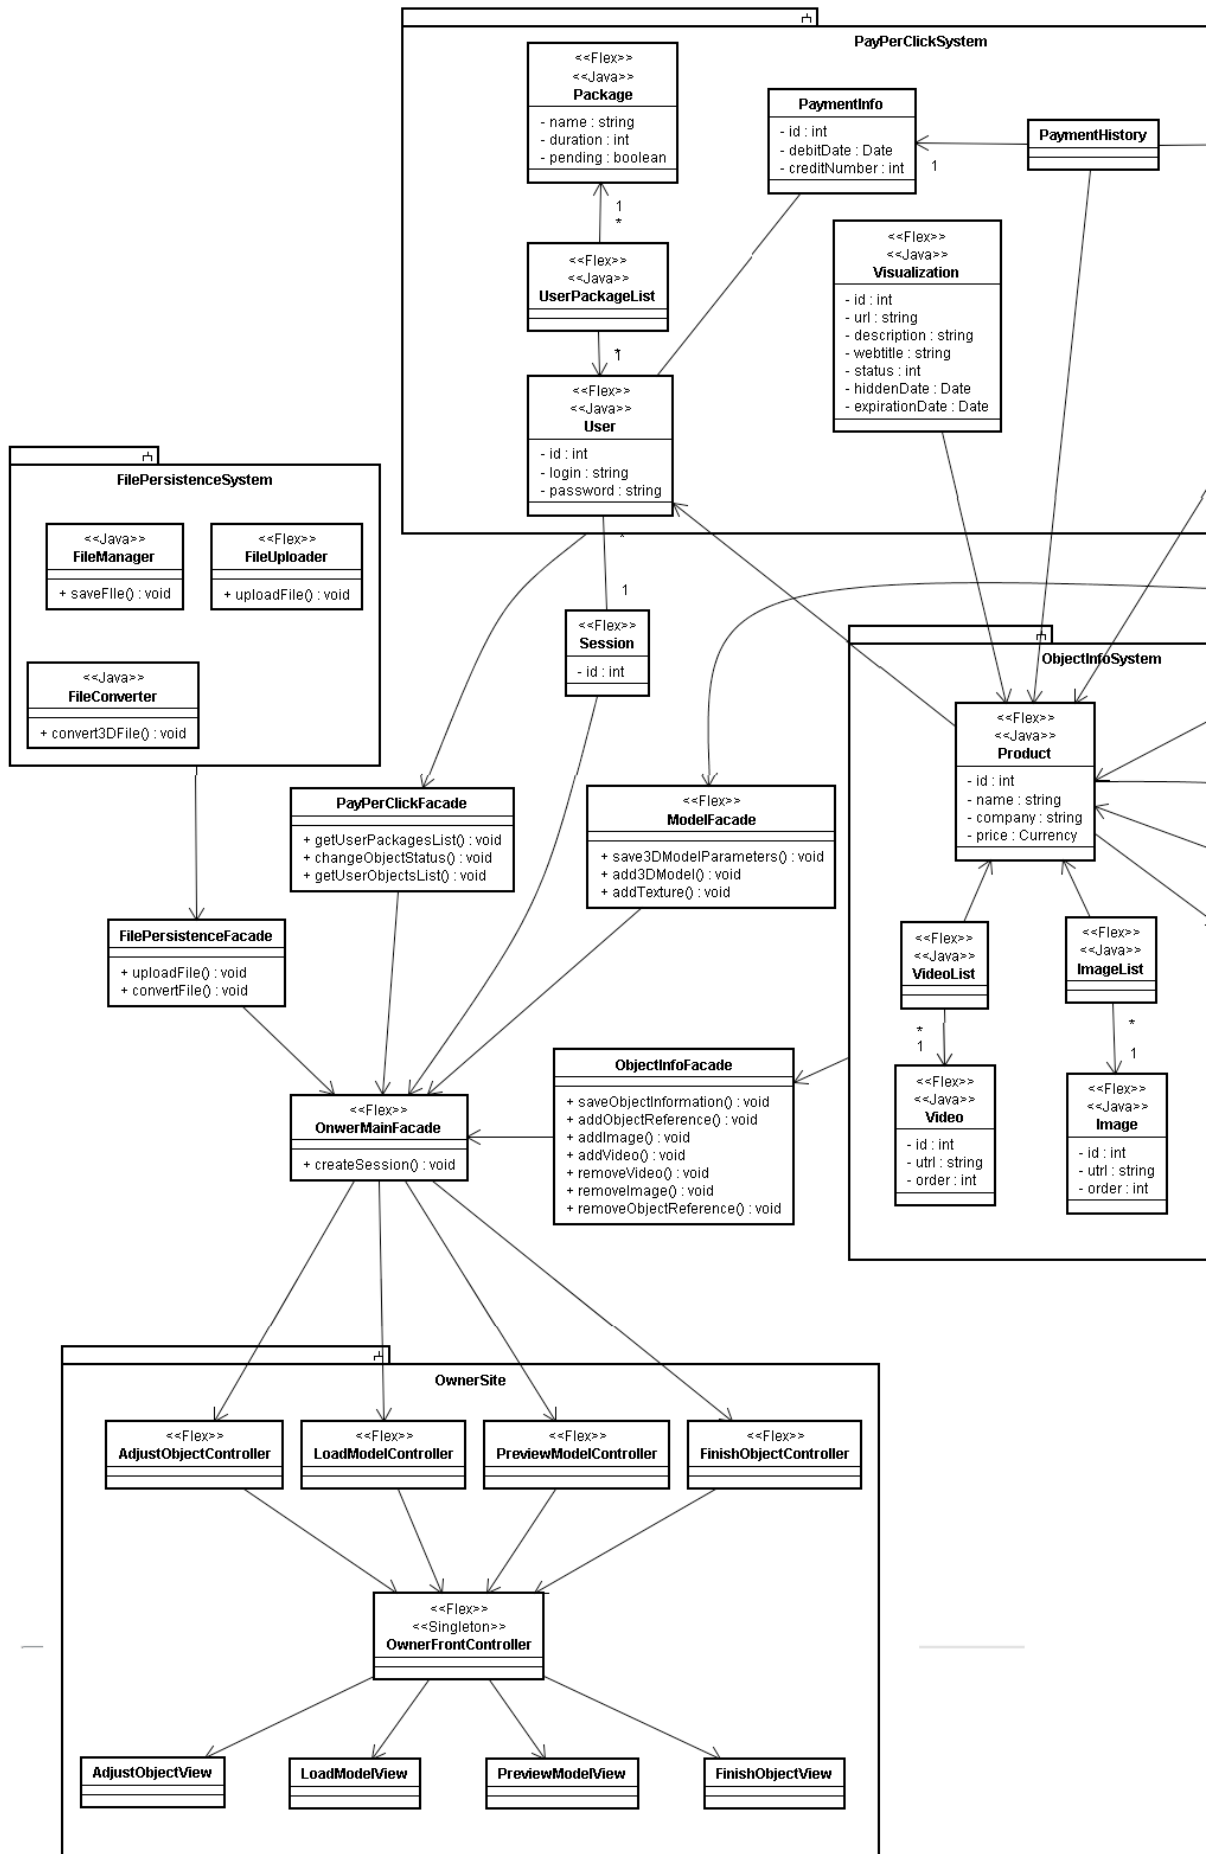 PayPerClickSystem
<<Flex>>
<<Java>>
Package
- name : string
- duration : int
- pending : boolean
PaymentInfo
- id : int
- debitDate : Date
- creditNumber : int
PaymentHistory
1
1
*
<<Flex>>
<<Java>>
UserPackageList
<<Flex>>
<<Java>>
Visualization
- id : int
- url : string
- description : string
- webtitle : string
- status : int
- hiddenDate : Date
- expirationDate : Date
*
1
<<Flex>>
<<Java>>
User
- id : int
- login : string
- password : string
*
1
FilePersistenceSystem
<<Java>>
FileManager
+ saveFIle() : void
<<Flex>>
FileUploader
+ uploadFile() : void
<<Java>>
FileConverter
+ convert3DFile() : void
<<Flex>>
Session
- id : int
ObjectInfoSystem
<<Flex>>
<<Java>>
Product
- id : int
- name : string
- company : string
- price : Currency
PayPerClickFacade
+ getUserPackagesList() : void
+ changeObjectStatus() : void
+ getUserObjectsList() : void
<<Flex>>
ModelFacade
+ save3DModelParameters() : void
+ add3DModel() : void
+ addTexture() : void
FilePersistenceFacade
+ uploadFile() : void
+ convertFile() : void
<<Flex>>
<<Java>>
VideoList
<<Flex>>
<<Java>>
ImageList
*
1
*
1
ObjectInfoFacade
+ saveObjectInformation() : void
+ addObjectReference() : void
+ addImage() : void
+ addVideo() : void
+ removeVideo() : void
+ removeImage() : void
+ removeObjectReference() : void
<<Flex>>
<<Java>>
Video
- id : int
- utrl : string
- order : int
<<Flex>>
<<Java>>
Image
- id : int
- utrl : string
- order : int
<<Flex>>
OnwerMainFacade
+ createSession() : void
OwnerSite
<<Flex>>
AdjustObjectController
<<Flex>>
LoadModelController
<<Flex>>
PreviewModelController
<<Flex>>
FinishObjectController
<<Flex>>
<<Singleton>>
OwnerFrontController
AdjustObjectView
LoadModelView
PreviewModelView
FinishObjectView